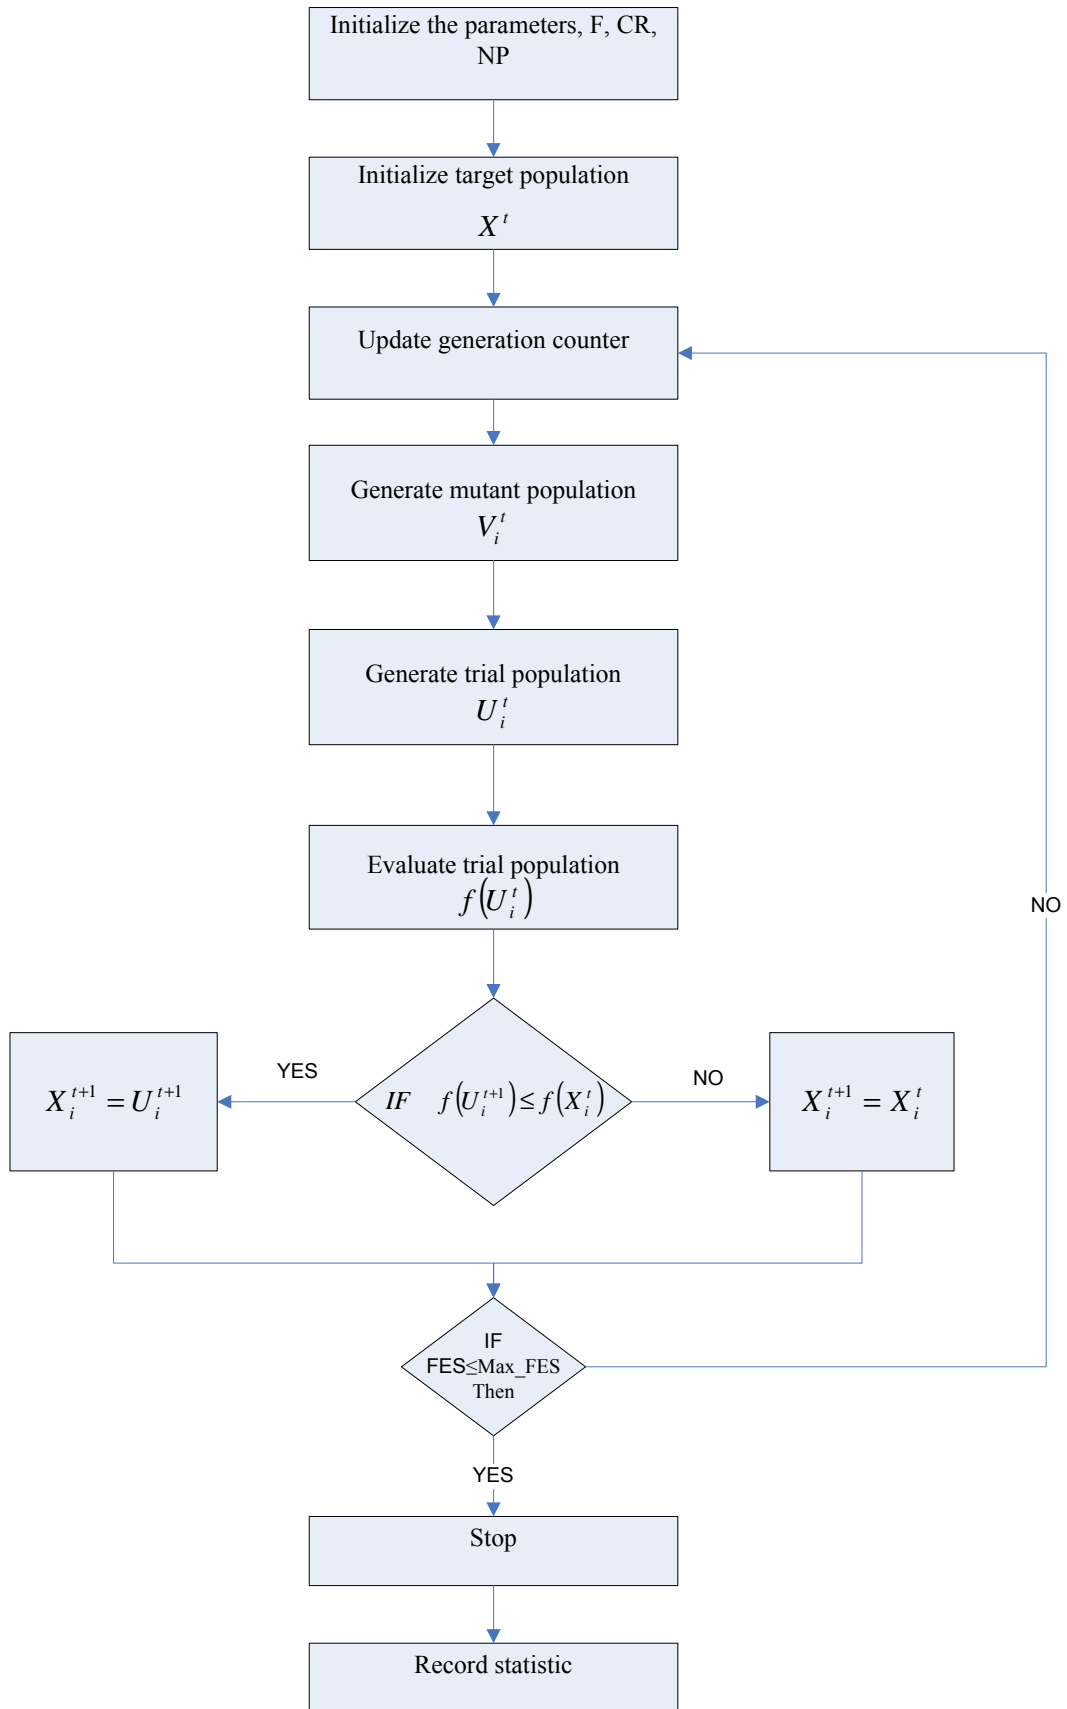 Initialize the parameters, F, CR,
NP
Initialize target population
X^t
Update generation counter
Generate mutant population
V_i^t
Generate trial population
U_i^t
Evaluate trial population
f(U_i^t)
NO
YES
NO
X_i^{t+1} = U_i^{t+1}
IF f(U_i^{t+1}) ≤ f(X_i^t)
X_i^{t+1} = X_i^t
IF
FES≤Max_FES
Then
YES
Stop
Record statistic